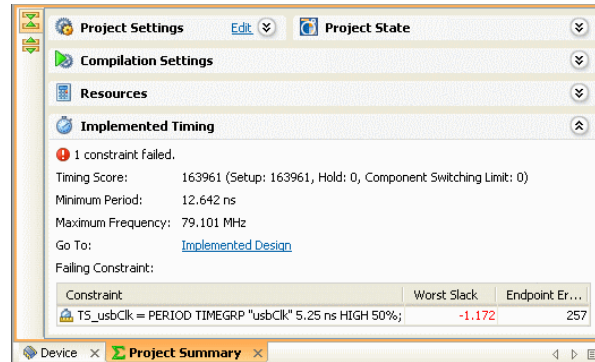 Project Settings Edit Project State
Compilation Settings
Resources
Implemented Timing
1 constraint failed.
Timing Score: 163961 (Setup: 163961, Hold: 0, Component Switching Limit: 0)
Minimum Period: 12.642 ns
Maximum Frequency: 79.101 MHz
Go To: Implemented Design
Failing Constraint:
Constraint Worst Slack Endpoint Er...
TS_usbClk = PERIOD TIMEGRP "usbClk" 5.25 ns HIGH 50%; -1.172 257
Device Project Summary